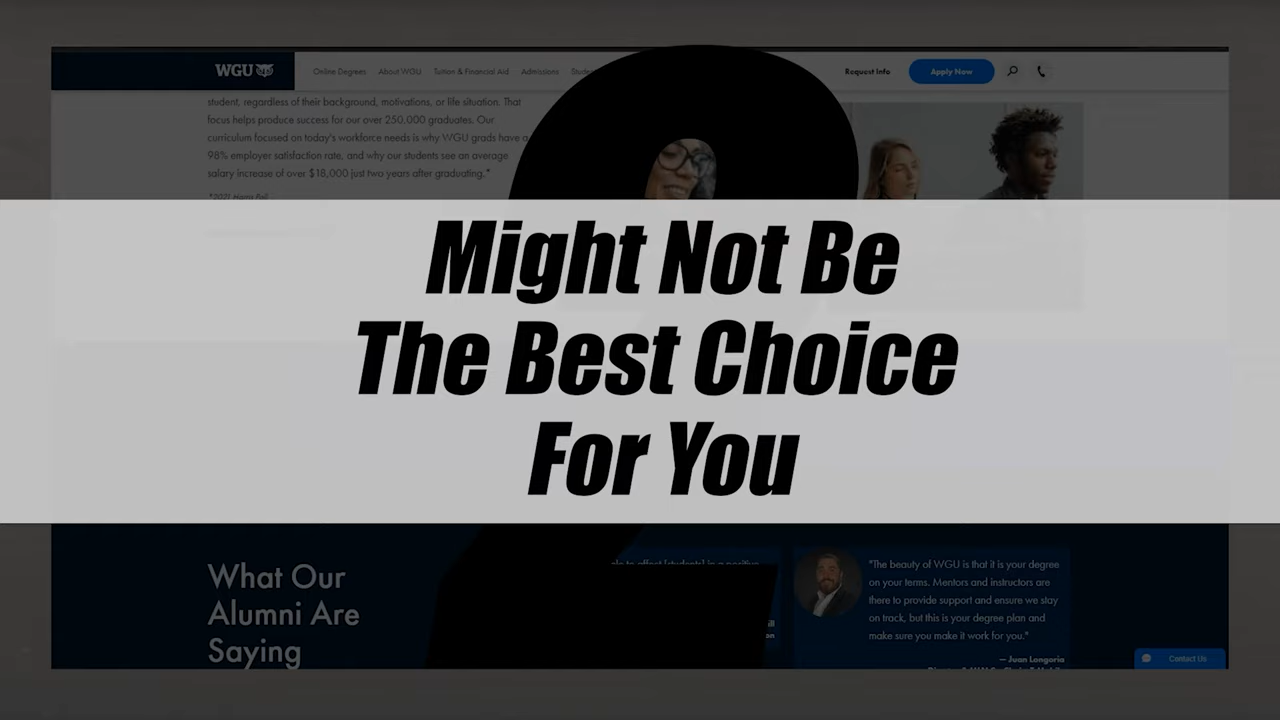 WGU
Online Degrees About WGU Tuition & Financial Aid Admissions
Request Info Apply Now
student, regardless of their background, motivations, or life situation. That
focus helps produce success for our over 250,000 graduates. Our
curriculum focused on today's workforce needs is why WGU grads have a
98% employer satisfaction rate, and why our students see an average
salary increase of over $18,000 just two years after graduating.*
2
Might Not Be
The Best Choice
For You
What Our
Alumni Are
Saying
"The beauty of WGU is that it is your degree
on your terms. Mentors and instructors are
there to provide support and ensure we stay
on track, but this is your degree plan and
make sure you make it work for you."
— Juan Longoria
Contact Us